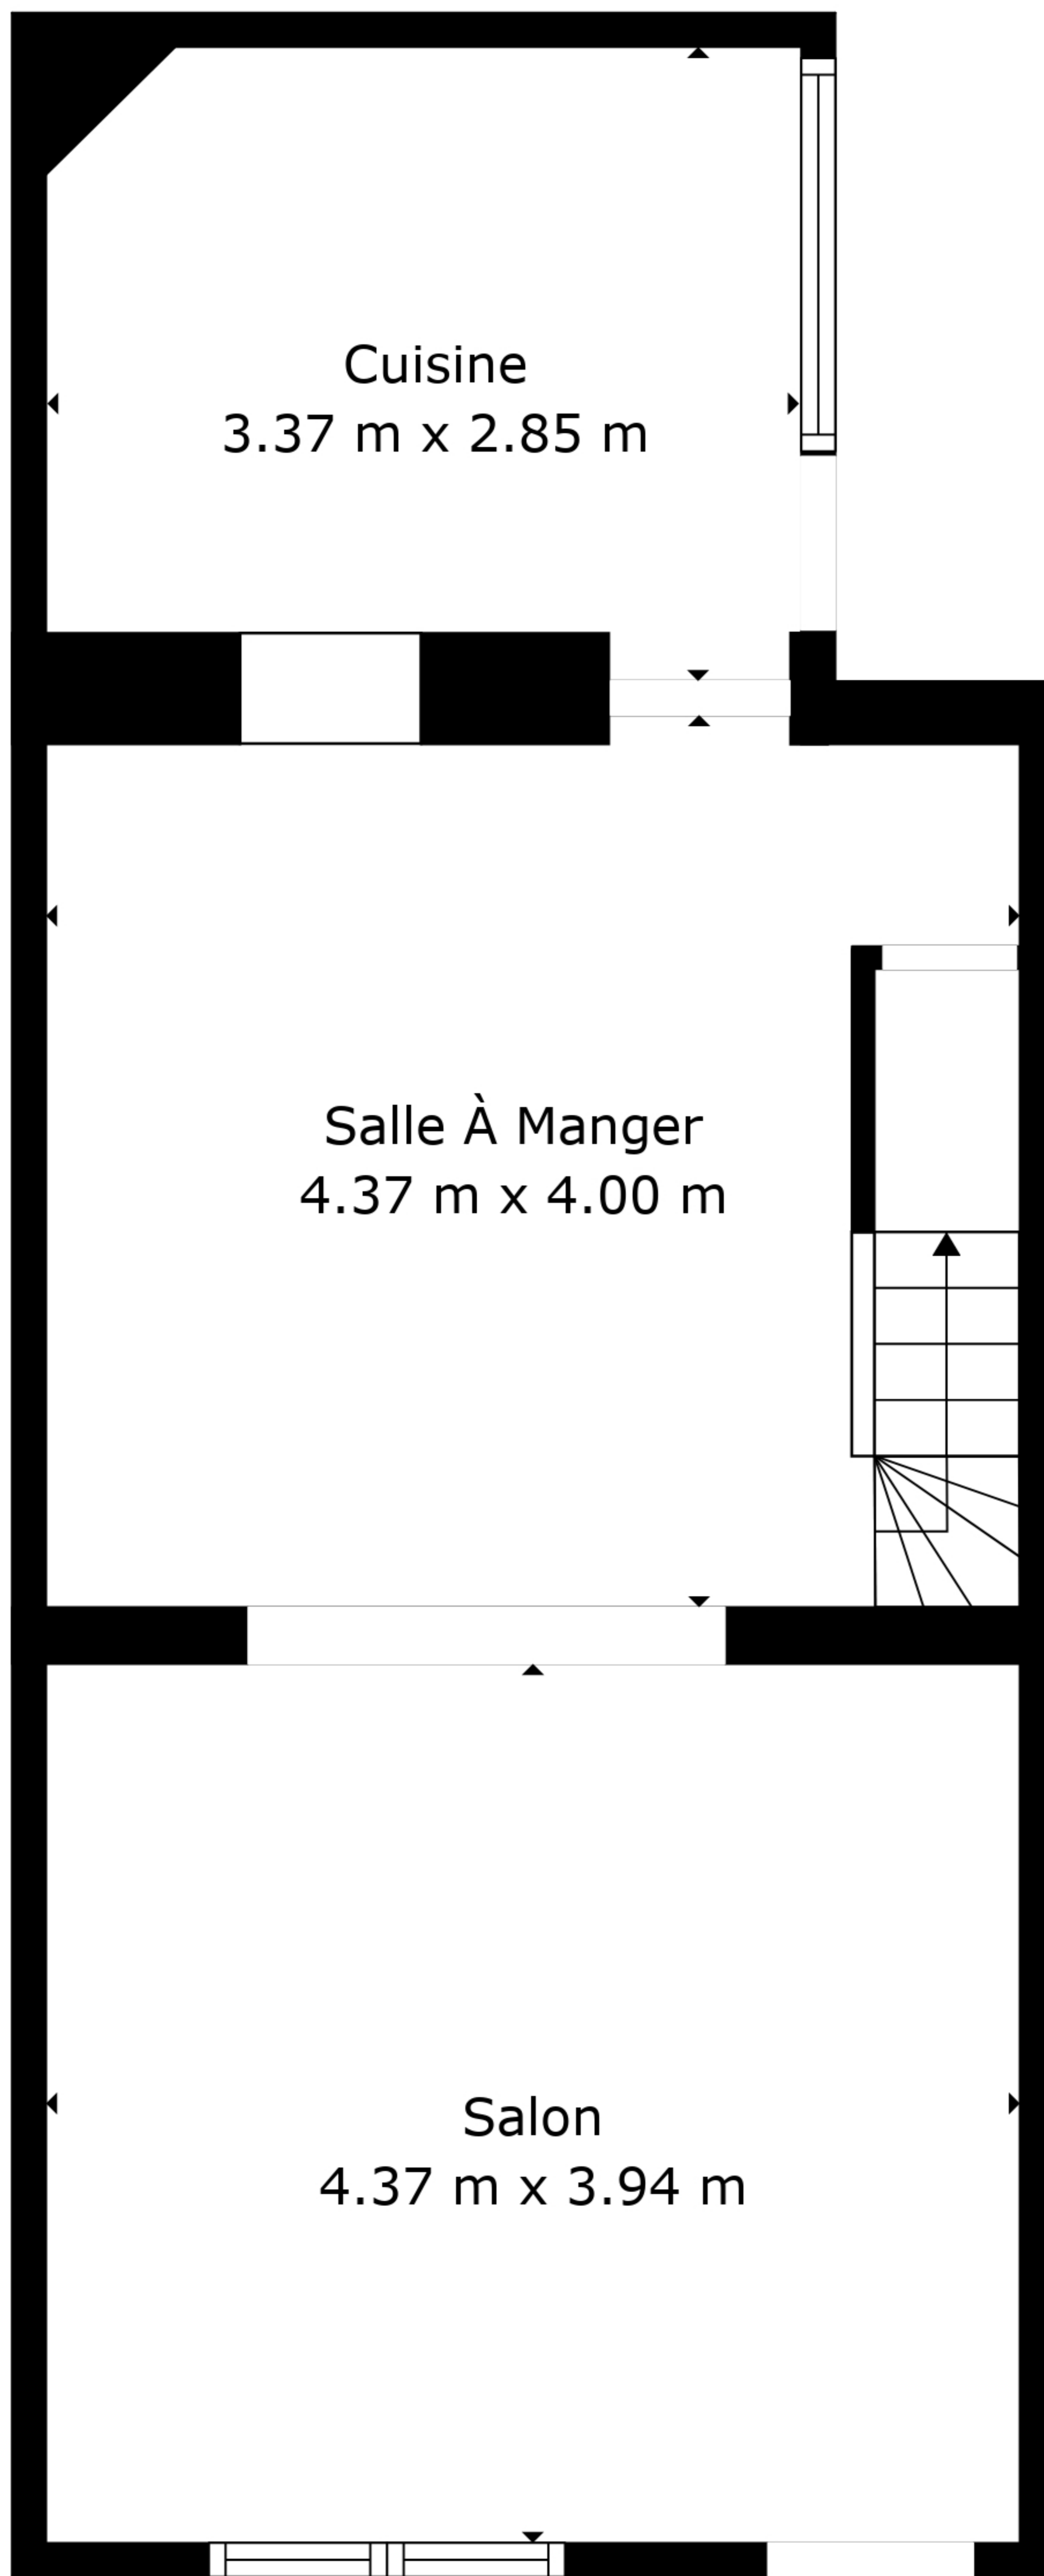 Cuisine
3.37 m x 2.85 m
Salle À Manger
4.37 m x 4.00 m
Salon
4.37 m x 3.94 m